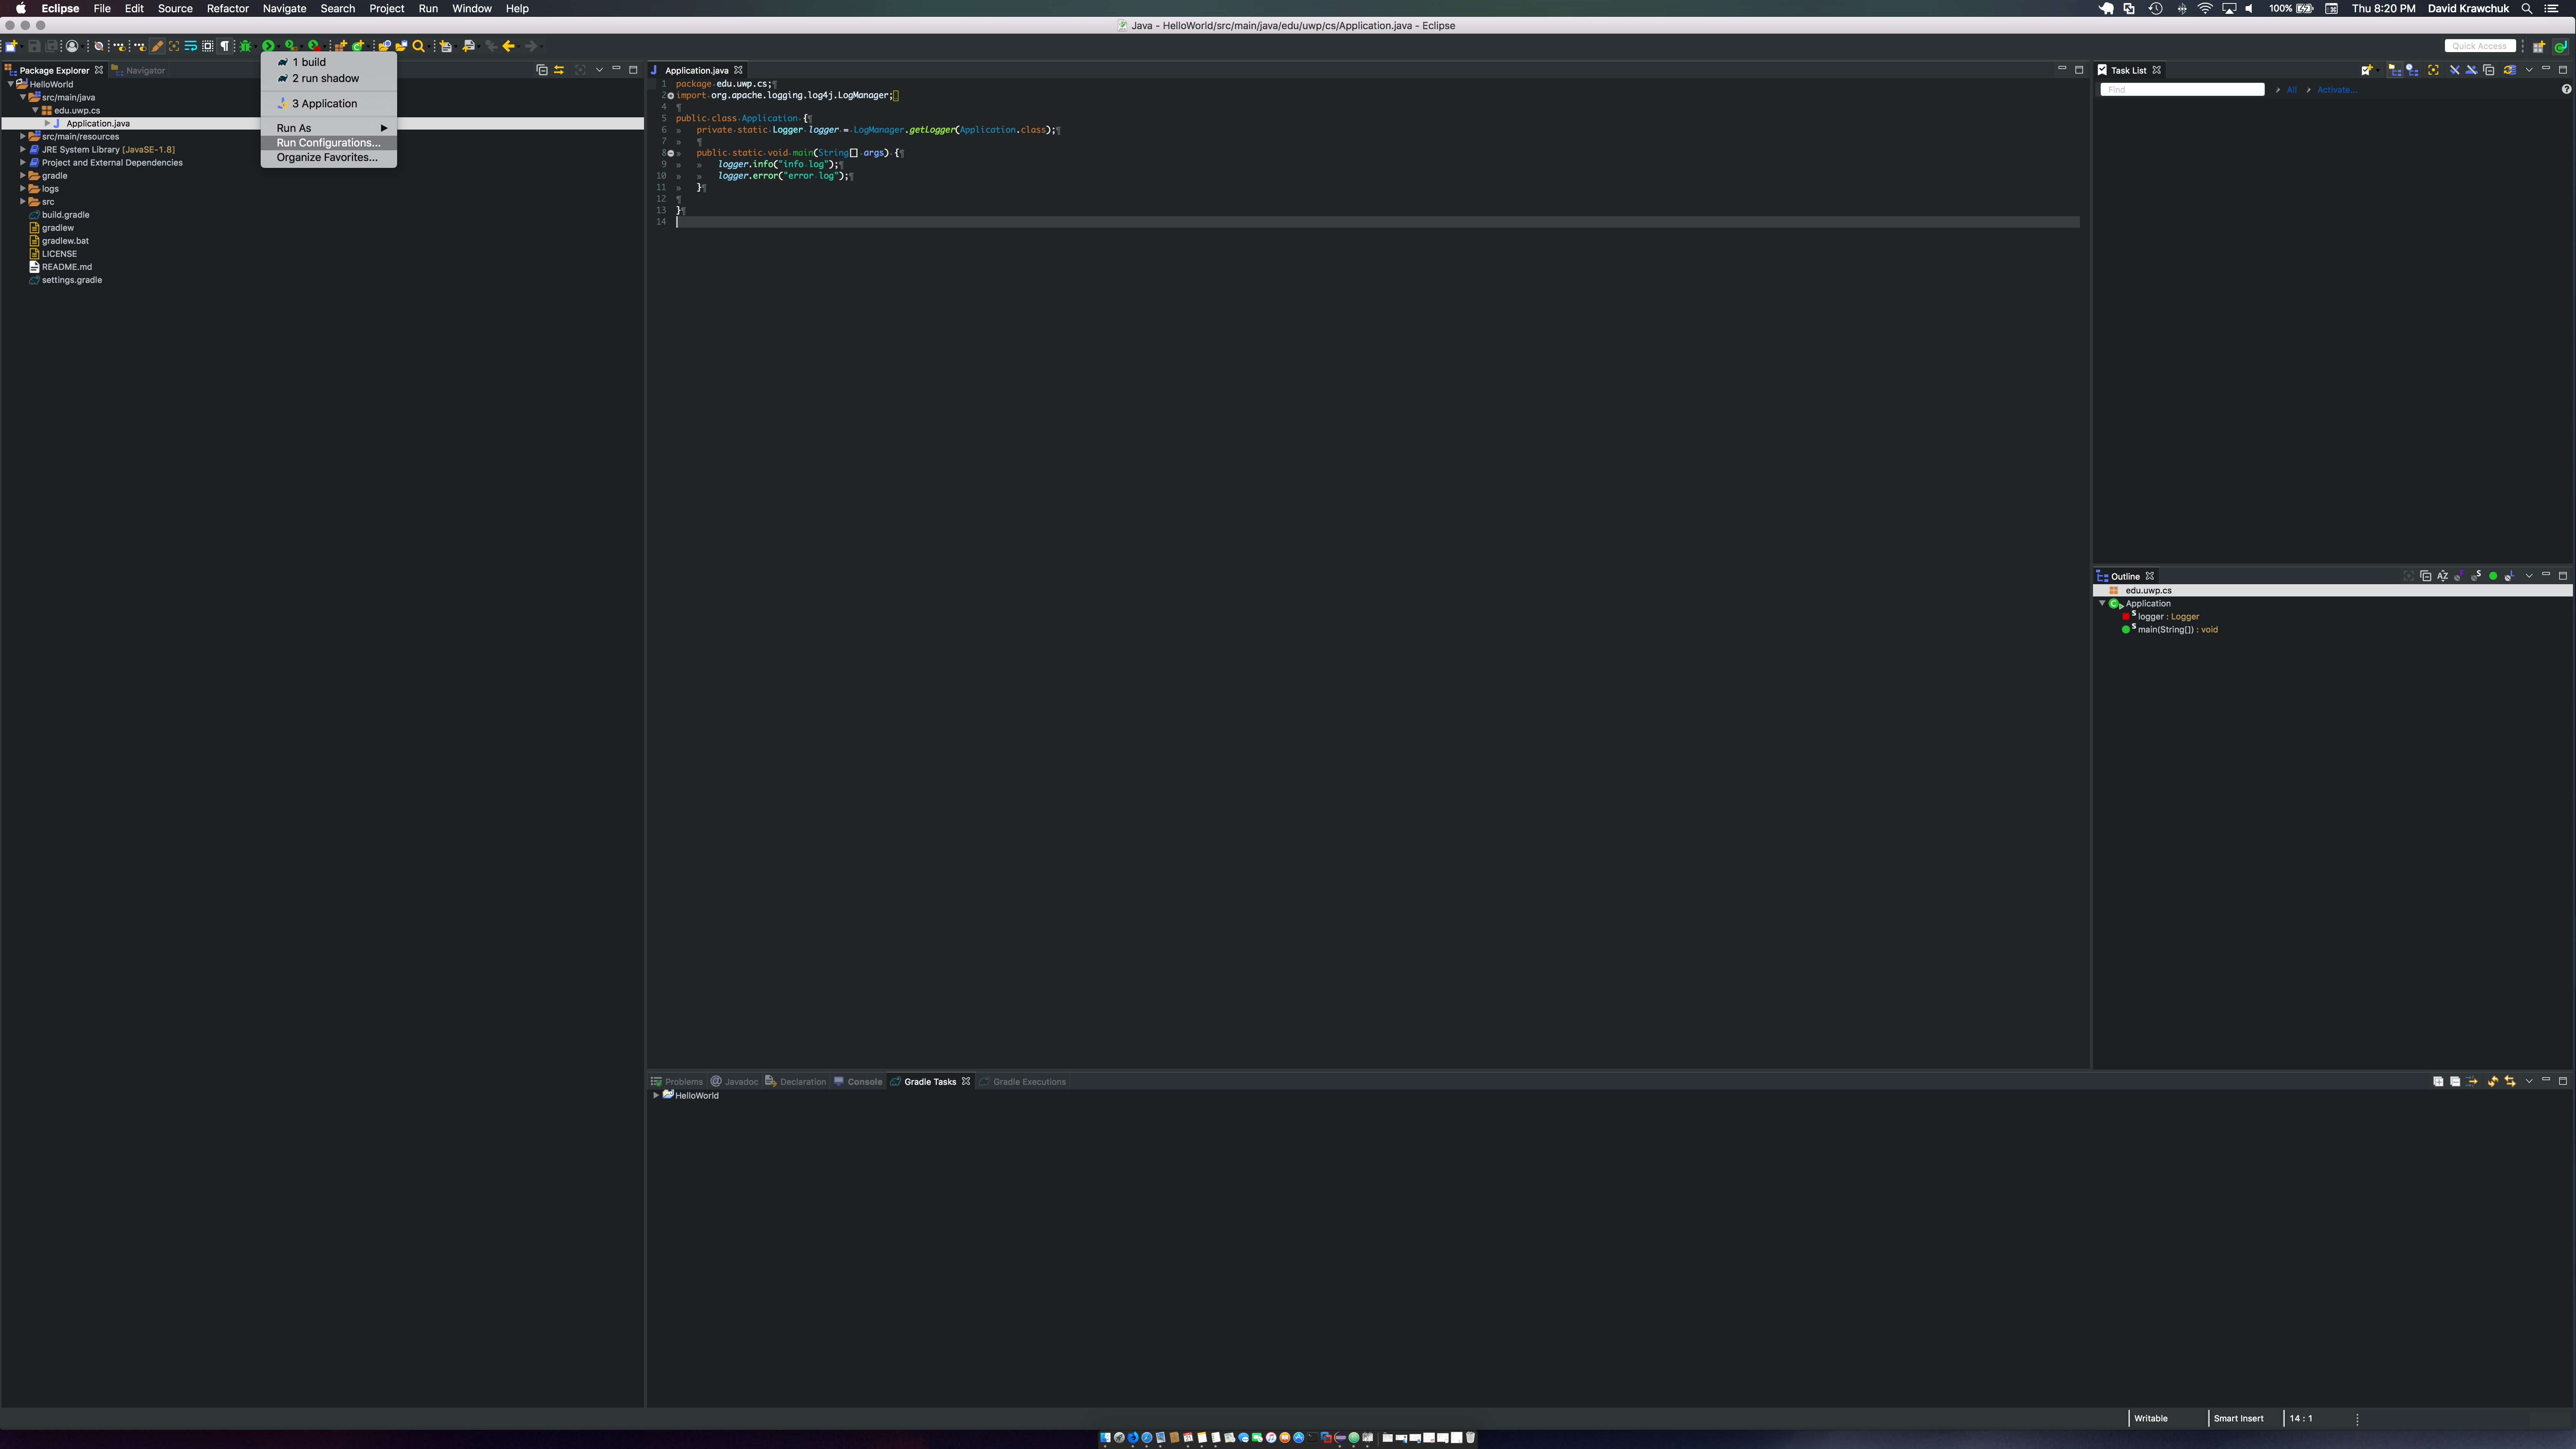 Eclipse File Edit Source Refactor Navigate Search Project Run Window Help
100% Thu 8:20 PM David Krawchuk
Java - HelloWorld/src/main/java/edu/uwp/cs/Application.java - Eclipse
Quick Access
Package Explorer Navigator
HelloWorld
src/main/java
edu.uwp.cs
Application.java
src/main/resources
JRE System Library [JavaSE-1.8]
Project and External Dependencies
gradle
logs
src
build.gradle
gradlew
gradlew.bat
LICENSE
README.md
settings.gradle
1 build
2 run shadow
3 Application
Run As
Run Configurations...
Organize Favorites...
Application.java
1 package edu.uwp.cs;¶
2 import org.apache.logging.log4j.LogManager;
4 ¶
5 public class Application {¶
6 » private static Logger logger = LogManager.getLogger(Application.class);¶
7 » ¶
8 » public static void main(String[] args) {¶
9 » » logger.info("info log");¶
10 » » logger.error("error log");¶
11 » }¶
12 ¶
13 }¶
14
Task List
Find All Activate...
Outline
edu.uwp.cs
Application
logger : Logger
main(String[]) : void
Problems Javadoc Declaration Console Gradle Tasks Gradle Executions
HelloWorld
Writable Smart Insert 14 : 1